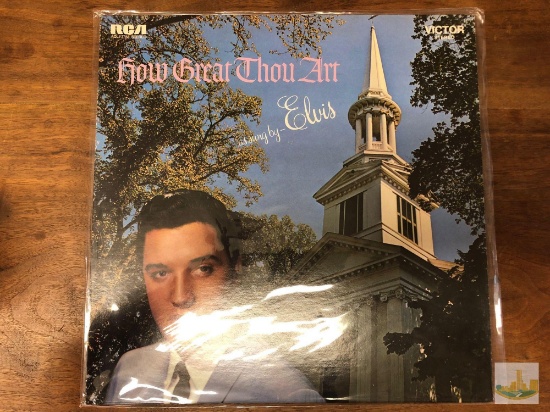 RCA
VICTOR
How Great Thou Art
as sung by—
Elvis